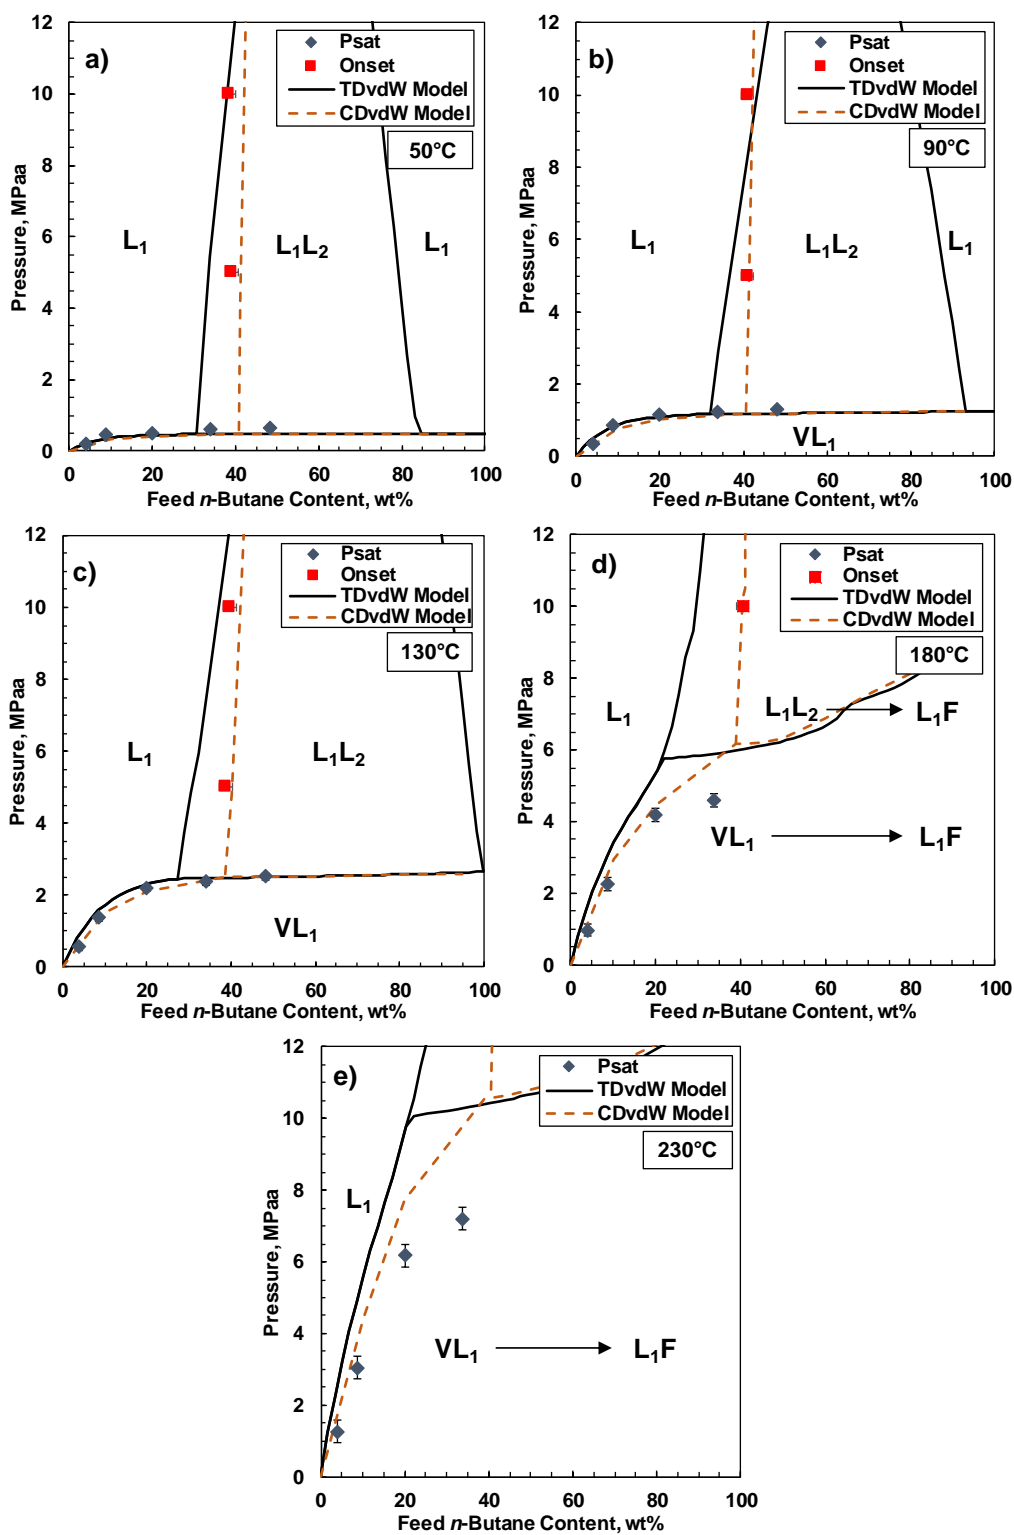 a)
Psat
Onset
TDvdW Model
CDvdW Model
50°C
L1
L1L2
L1
Pressure, MPaa
0
2
4
6
8
10
12
0 20 40 60 80 100
Feed n-Butane Content, wt%
b)
Psat
Onset
TDvdW Model
CDvdW Model
90°C
L1
L1L2
L1
VL1
Pressure, MPaa
0
2
4
6
8
10
12
0 20 40 60 80 100
Feed n-Butane Content, wt%
c)
Psat
Onset
TDvdW Model
CDvdW Model
130°C
L1
L1L2
VL1
Pressure, MPaa
0
2
4
6
8
10
12
0 20 40 60 80 100
Feed n-Butane Content, wt%
d)
Psat
Onset
TDvdW Model
CDvdW Model
180°C
L1
L1L2 L1F
VL1 L1F
Pressure, MPaa
0
2
4
6
8
10
12
0 20 40 60 80 100
Feed n-Butane Content, wt%
e)
Psat
TDvdW Model
CDvdW Model
230°C
L1
VL1 L1F
Pressure, MPaa
0
2
4
6
8
10
12
0 20 40 60 80 100
Feed n-Butane Content, wt%